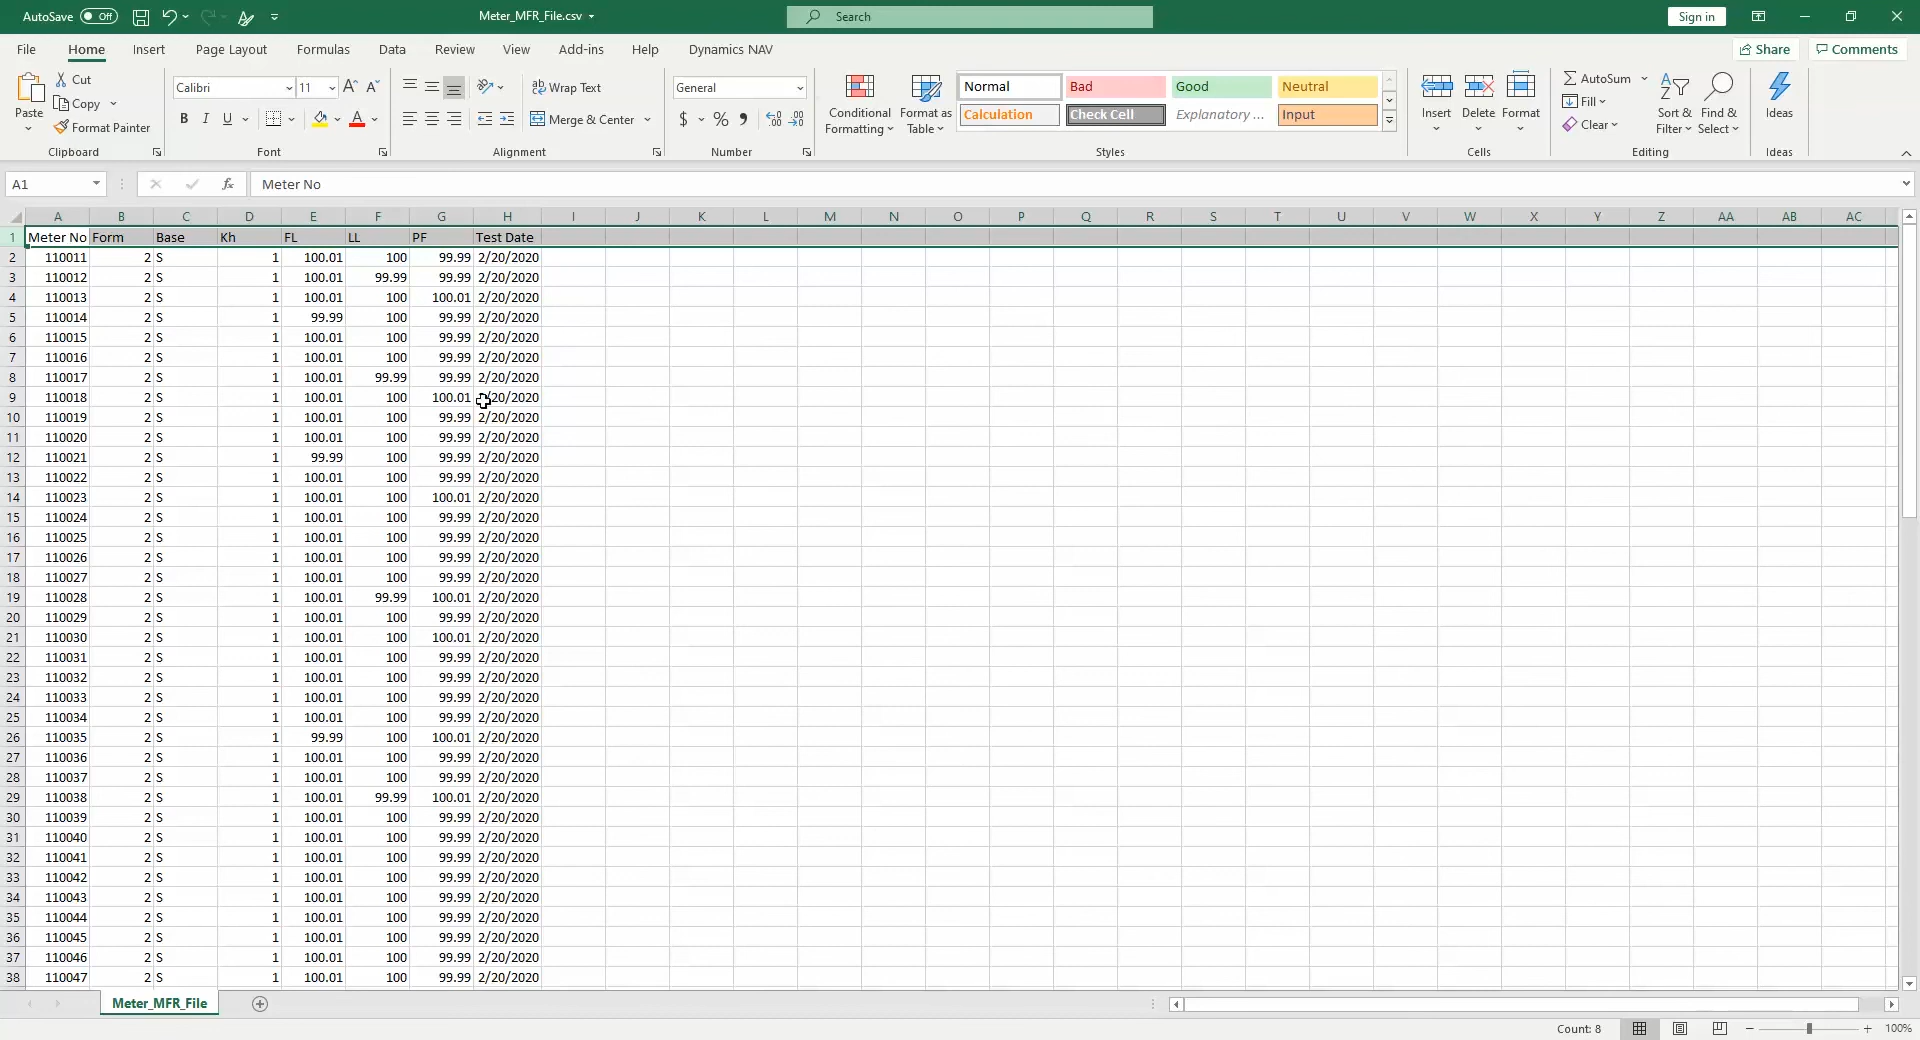 AutoSave Off Meter_MFR_File.csv Search Sign in
File Home Insert Page Layout Formulas Data Review View Add-ins Help Dynamics NAV Share Comments
Paste Cut Copy Format Painter
Clipboard
Calibri 11
B I U
Font
Wrap Text
Merge & Center
Alignment
General
$ % ,
Number
Conditional Formatting
Format as Table
Normal Bad Good Neutral
Calculation Check Cell Explanatory ... Input
Styles
Insert Delete Format
Cells
AutoSum
Fill
Clear
Sort & Filter
Find & Select
Editing
Ideas
Ideas
A1 fx Meter No
A B C D E F G H I J K L M N O P Q R S T U V W X Y Z AA AB AC
1 Meter No Form Base Kh FL LL PF Test Date
2 110011 2 S 1 100.01 100 99.99 2/20/2020
3 110012 2 S 1 100.01 99.99 99.99 2/20/2020
4 110013 2 S 1 100.01 100 100.01 2/20/2020
5 110014 2 S 1 99.99 100 99.99 2/20/2020
6 110015 2 S 1 100.01 100 99.99 2/20/2020
7 110016 2 S 1 100.01 100 99.99 2/20/2020
8 110017 2 S 1 100.01 99.99 99.99 2/20/2020
9 110018 2 S 1 100.01 100 100.01 2/20/2020
10 110019 2 S 1 100.01 100 99.99 2/20/2020
11 110020 2 S 1 100.01 100 99.99 2/20/2020
12 110021 2 S 1 99.99 100 99.99 2/20/2020
13 110022 2 S 1 100.01 100 99.99 2/20/2020
14 110023 2 S 1 100.01 100 100.01 2/20/2020
15 110024 2 S 1 100.01 100 99.99 2/20/2020
16 110025 2 S 1 100.01 100 99.99 2/20/2020
17 110026 2 S 1 100.01 100 99.99 2/20/2020
18 110027 2 S 1 100.01 100 99.99 2/20/2020
19 110028 2 S 1 100.01 99.99 100.01 2/20/2020
20 110029 2 S 1 100.01 100 99.99 2/20/2020
21 110030 2 S 1 100.01 100 100.01 2/20/2020
22 110031 2 S 1 100.01 100 99.99 2/20/2020
23 110032 2 S 1 100.01 100 99.99 2/20/2020
24 110033 2 S 1 100.01 100 99.99 2/20/2020
25 110034 2 S 1 100.01 100 99.99 2/20/2020
26 110035 2 S 1 99.99 100 100.01 2/20/2020
27 110036 2 S 1 100.01 100 99.99 2/20/2020
28 110037 2 S 1 100.01 100 99.99 2/20/2020
29 110038 2 S 1 100.01 99.99 100.01 2/20/2020
30 110039 2 S 1 100.01 100 99.99 2/20/2020
31 110040 2 S 1 100.01 100 99.99 2/20/2020
32 110041 2 S 1 100.01 100 99.99 2/20/2020
33 110042 2 S 1 100.01 100 99.99 2/20/2020
34 110043 2 S 1 100.01 100 99.99 2/20/2020
35 110044 2 S 1 100.01 100 99.99 2/20/2020
36 110045 2 S 1 100.01 100 99.99 2/20/2020
37 110046 2 S 1 100.01 100 99.99 2/20/2020
38 110047 2 S 1 100.01 100 99.99 2/20/2020
Meter_MFR_File
Count: 8 100%